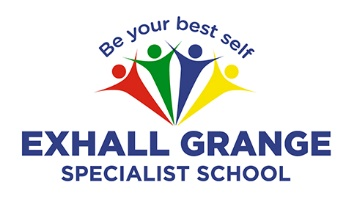 Be your best self
EXHALL GRANGE
SPECIALIST SCHOOL